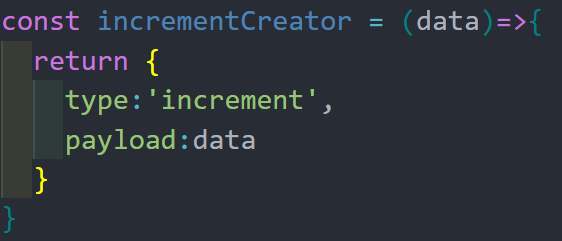 const incrementCreator = (data)=>{
  return {
    type:'increment',
    payload:data
  }
}